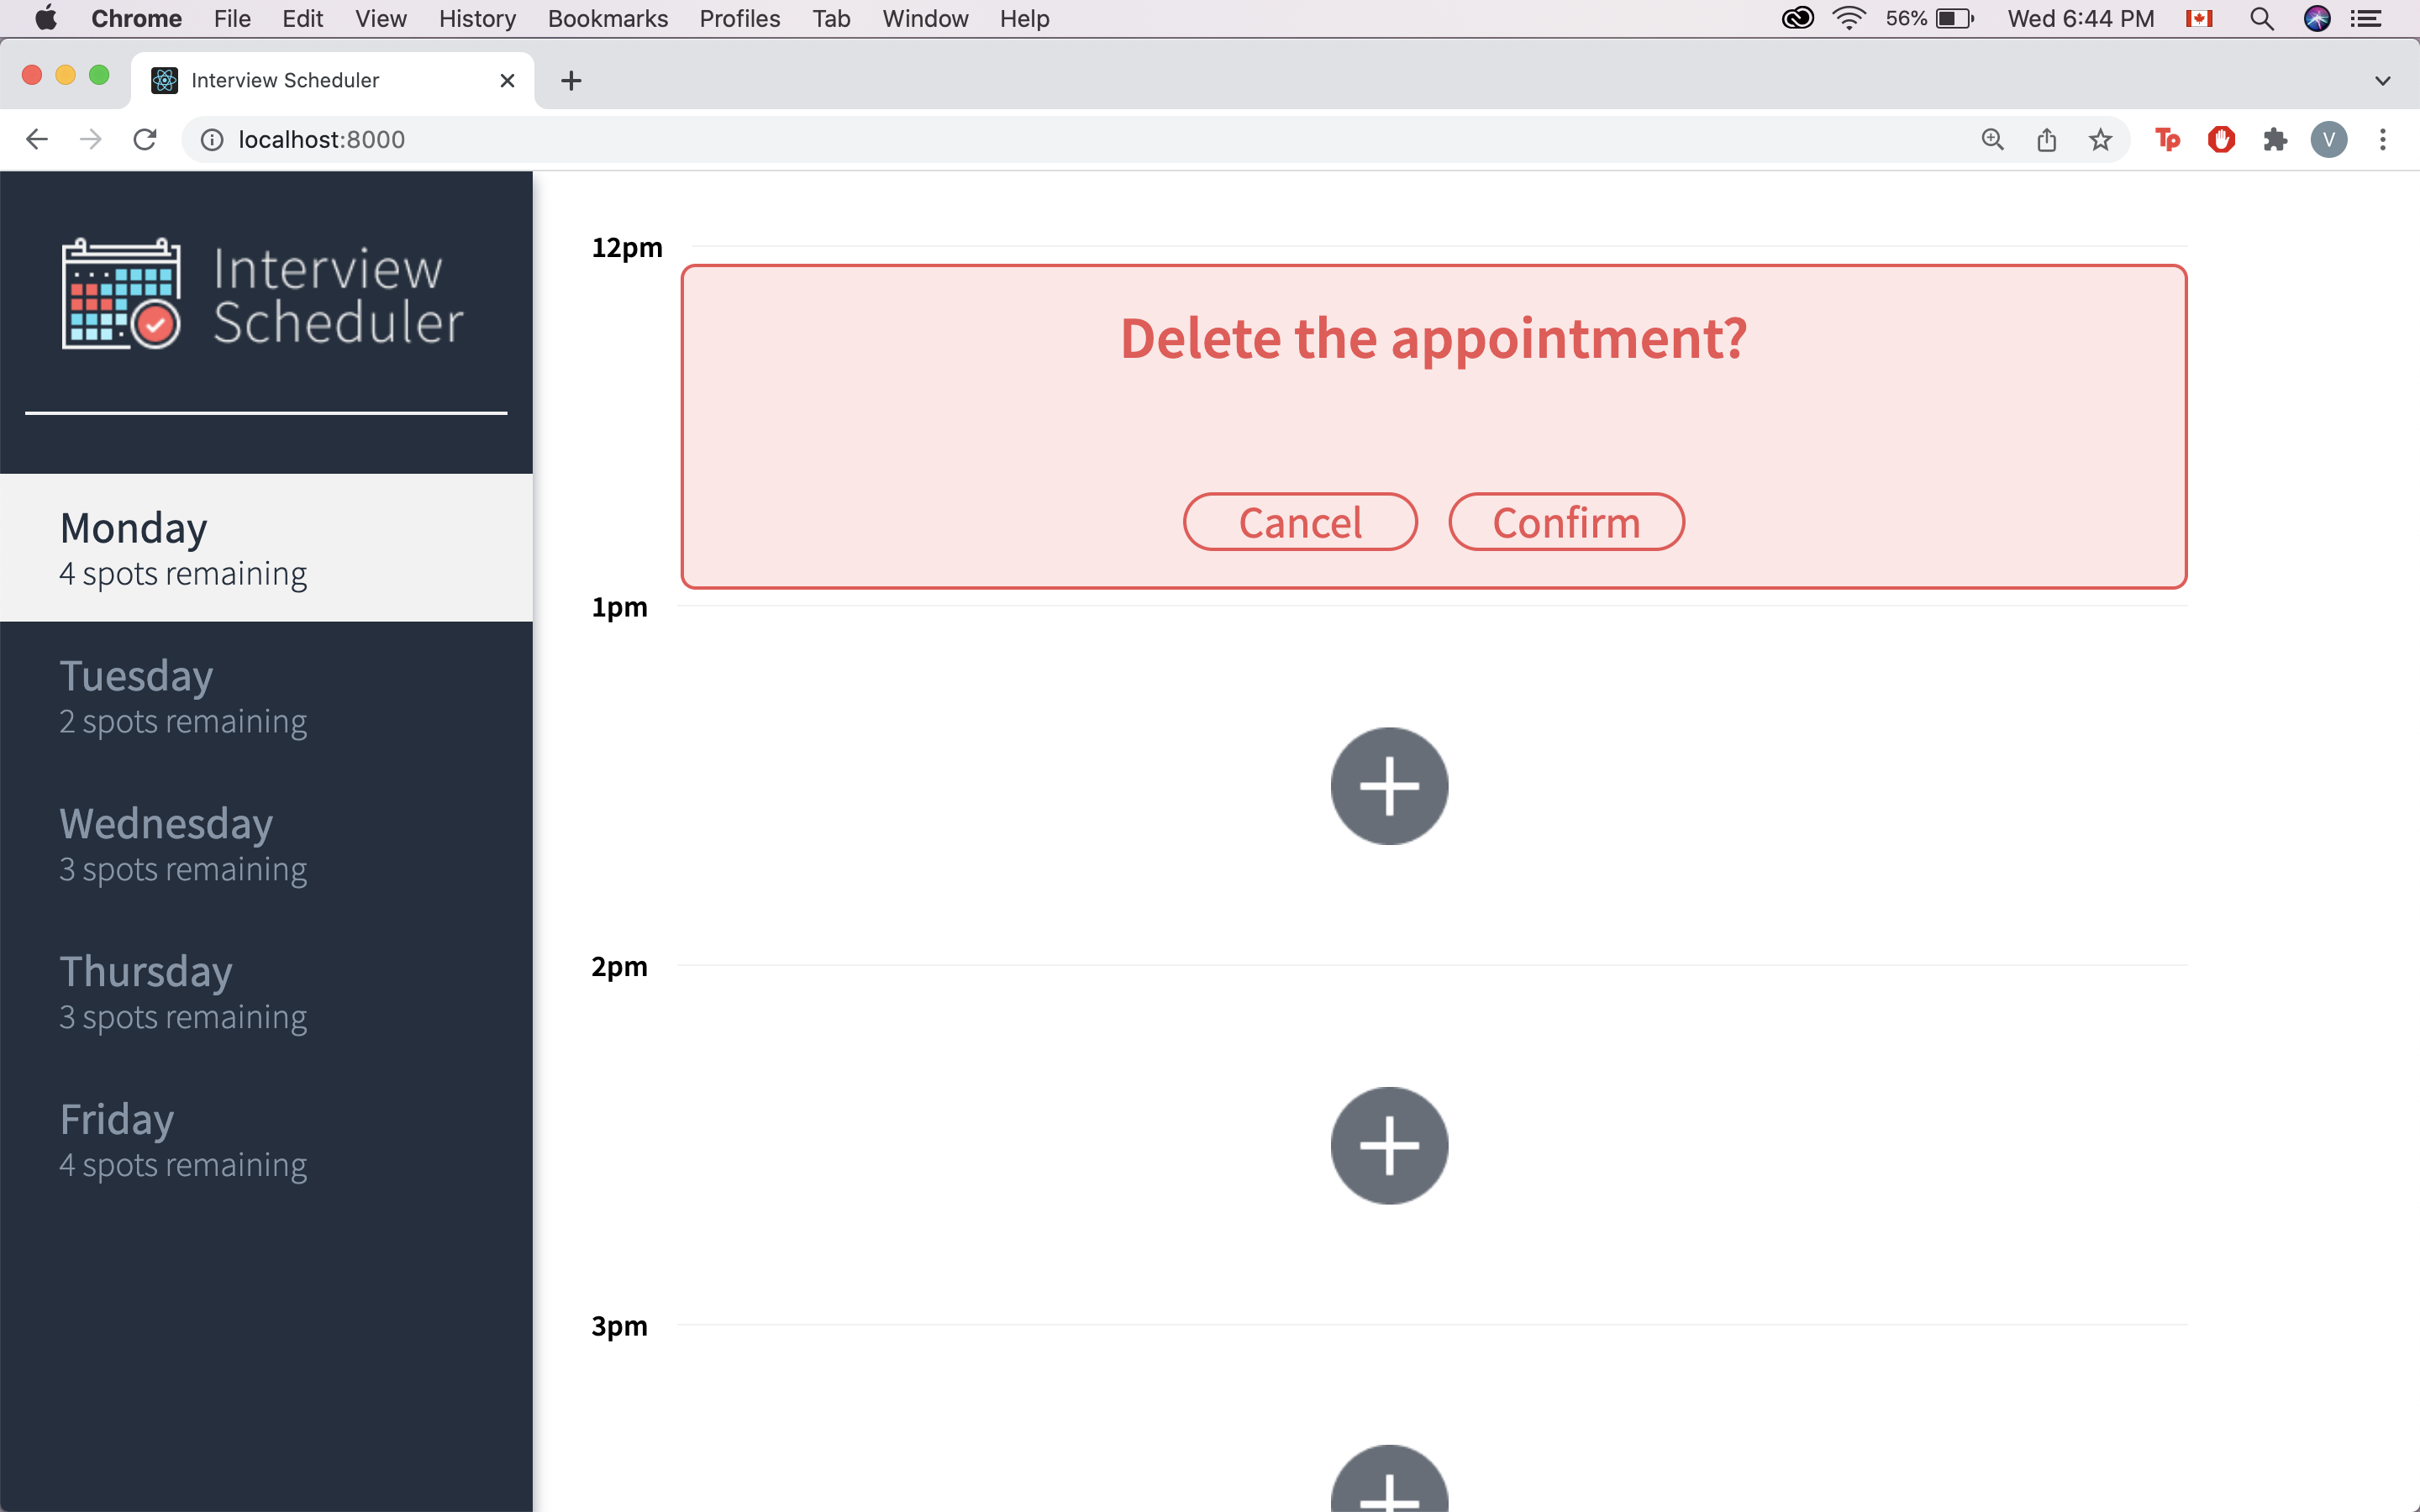 Chrome File Edit View History Bookmarks Profiles Tab Window Help 56% Wed 6:44 PM
Interview Scheduler
localhost:8000 Tp V
Interview
Scheduler
Monday
4 spots remaining
Tuesday
2 spots remaining
Wednesday
3 spots remaining
Thursday
3 spots remaining
Friday
4 spots remaining
12pm
Delete the appointment?
Cancel Confirm
1pm
2pm
3pm